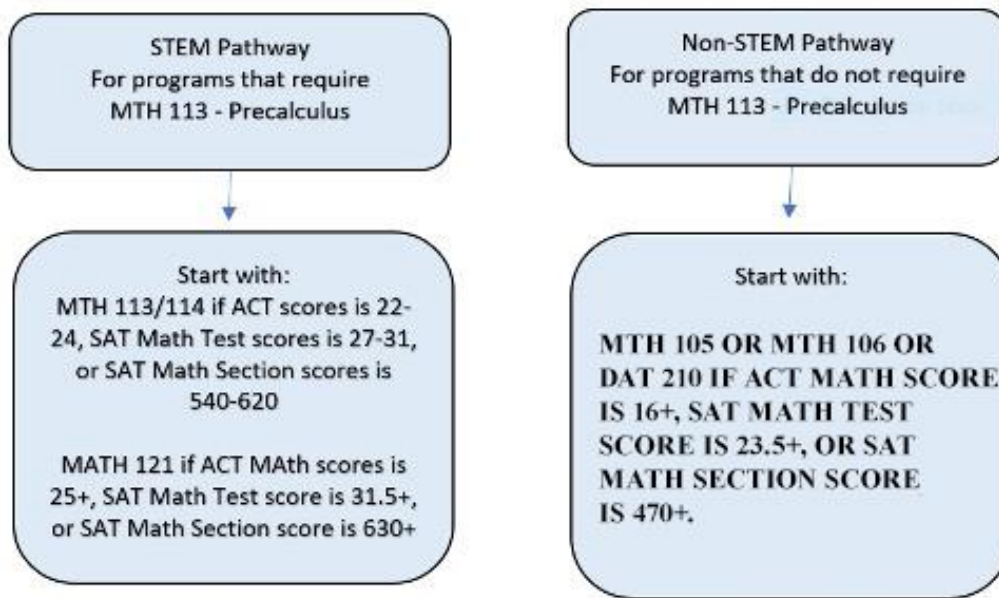 STEM Pathway
For programs that require
MTH 113 - Precalculus
Start with:
MTH 113/114 if ACT scores is 22-
24, SAT Math Test scores is 27-31,
or SAT Math Section scores is
540-620
MATH 121 if ACT MAth scores is
25+, SAT Math Test score is 31.5+,
or SAT Math Section score is 630+
Non-STEM Pathway
For programs that do not require
MTH 113 - Precalculus
Start with:
MTH 105 OR MTH 106 OR
DAT 210 IF ACT MATH SCORE
IS 16+, SAT MATH TEST
SCORE IS 23.5+, OR SAT
MATH SECTION SCORE
IS 470+.